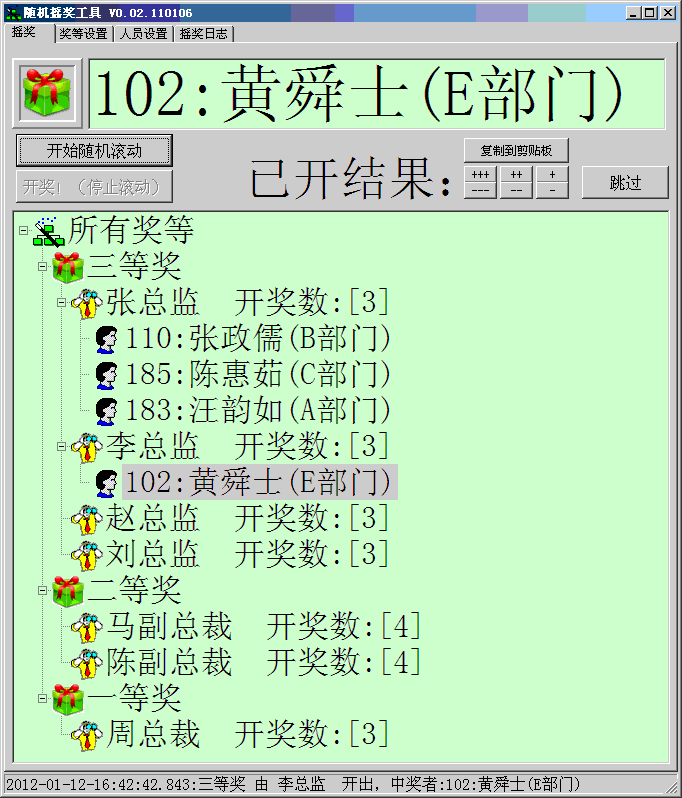 随机摇奖工具 V0.02.110106
摇奖 奖等设置 人员设置 摇奖日志
102:黄舜士(E部门)
开始随机滚动
复制到剪贴板
开奖!（停止滚动）
已开结果：
+++ ++ +
--- -- -
跳过
所有奖等
三等奖
张总监 开奖数:[3]
110:张政儒(B部门)
185:陈惠茹(C部门)
183:汪韵如(A部门)
李总监 开奖数:[3]
102:黄舜士(E部门)
赵总监 开奖数:[3]
刘总监 开奖数:[3]
二等奖
马副总裁 开奖数:[4]
陈副总裁 开奖数:[4]
一等奖
周总裁 开奖数:[3]
2012-01-12-16:42:42.843:三等奖 由 李总监 开出，中奖者:102:黄舜士(E部门)